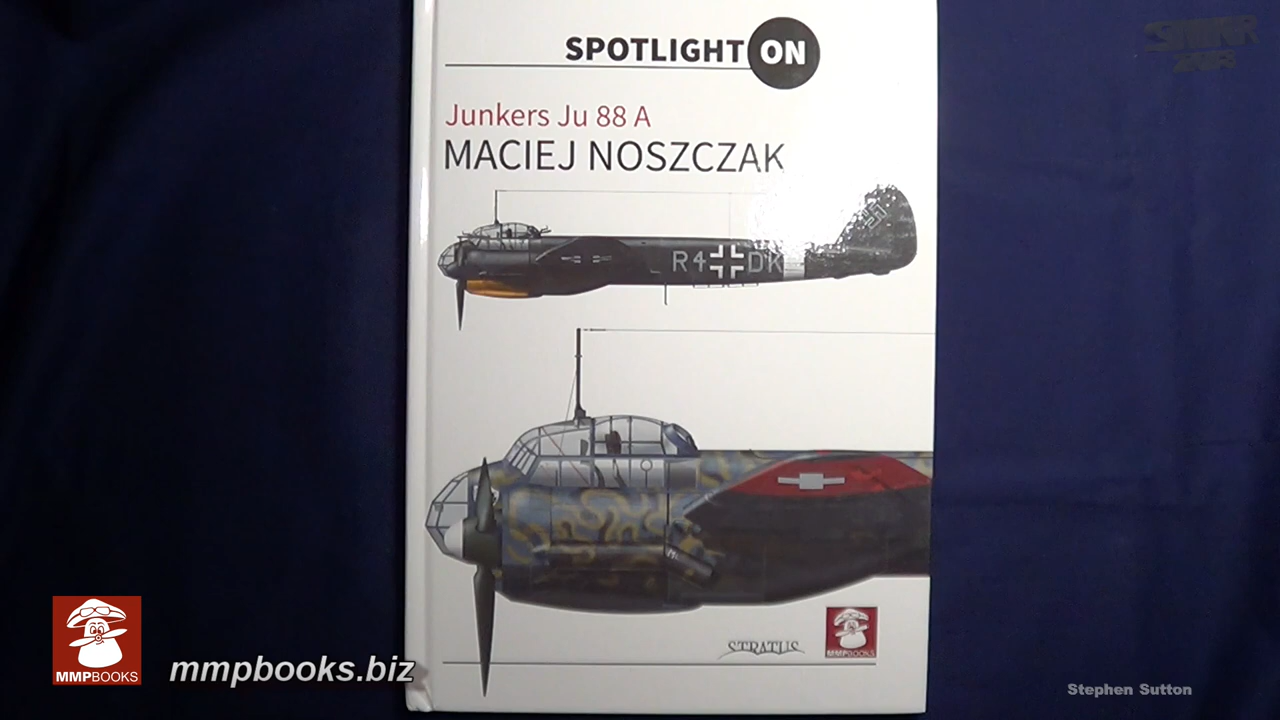 SPOTLIGHT ON
Junkers Ju 88 A
MACIEJ NOSZCZAK
R4 DK
STRATUS
MMPBOOKS
MMPBOOKS
mmpbooks.biz
Stephen Sutton